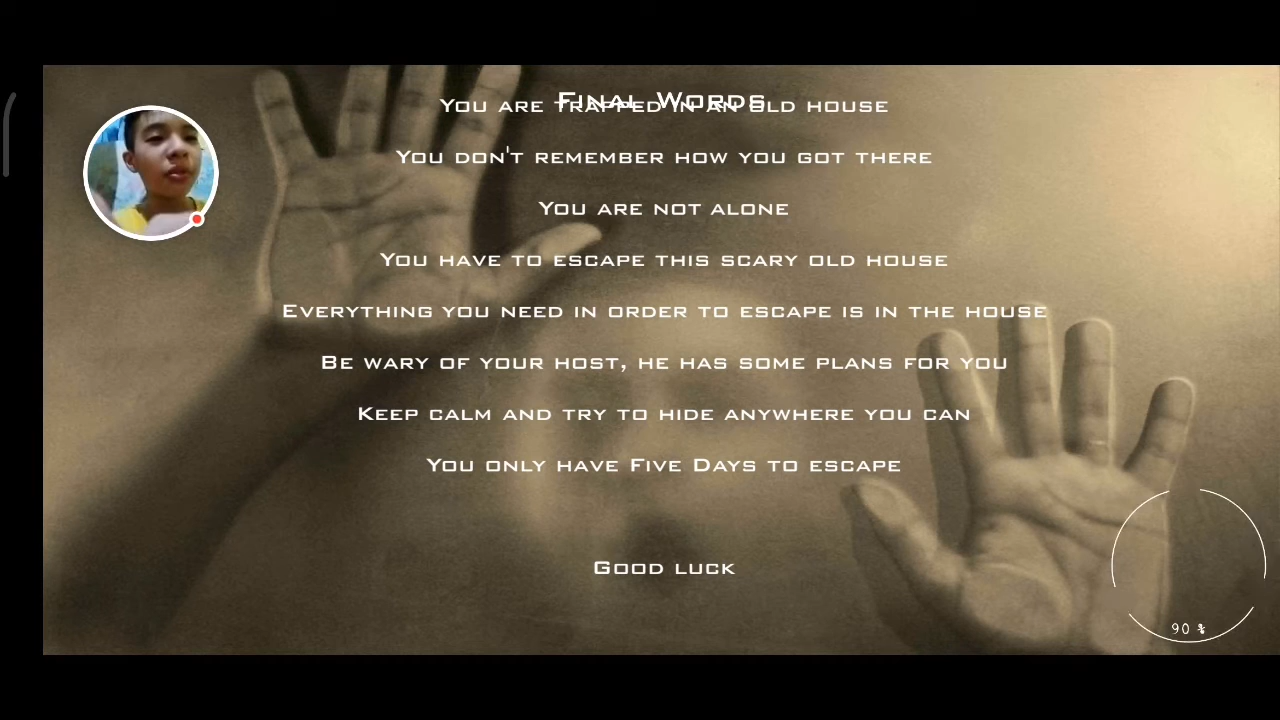 Final Words
You are trapped in an old house
You don't remember how you got there
You are not alone
You have to escape this scary old house
Everything you need in order to escape is in the house
Be wary of your host, he has some plans for you
Keep calm and try to hide anywhere you can
You only have Five Days to escape
Good luck
90 %